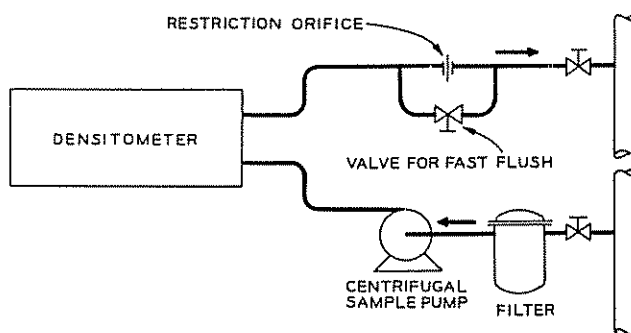 RESTRICTION ORIFICE
DENSITOMETER
VALVE FOR FAST FLUSH
CENTRIFUGAL
SAMPLE PUMP
FILTER